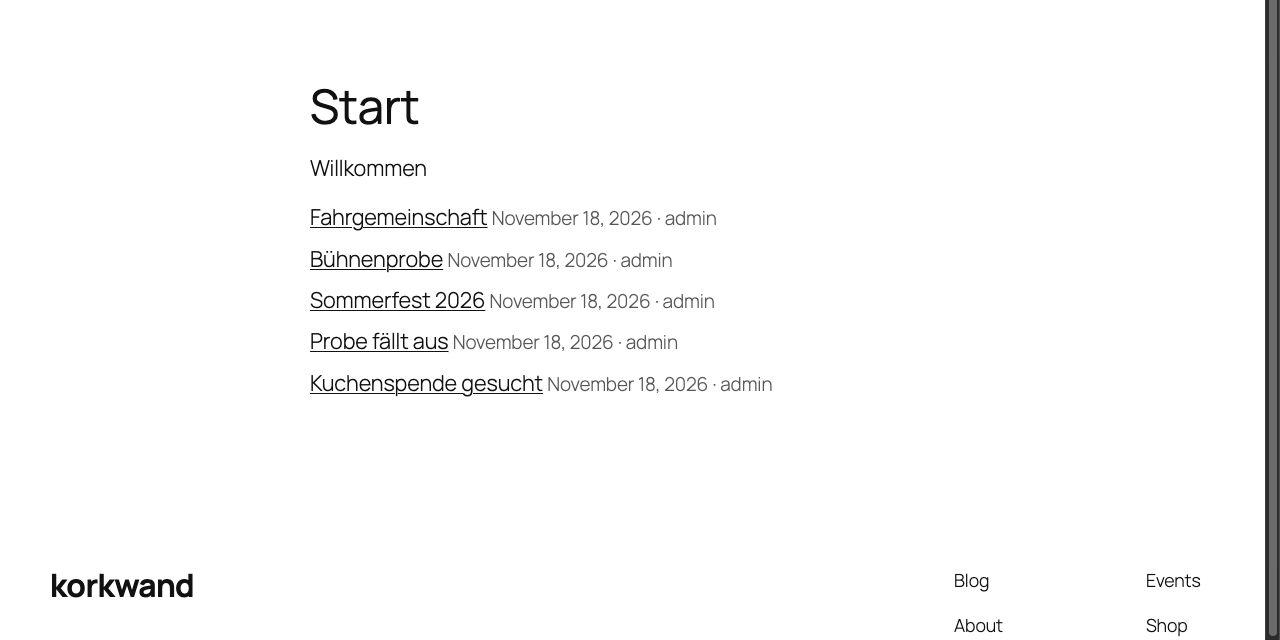 Start
Willkommen
Fahrgemeinschaft November 18, 2026 · admin
Bühnenprobe November 18, 2026 · admin
Sommerfest 2026 November 18, 2026 · admin
Probe fällt aus November 18, 2026 · admin
Kuchenspende gesucht November 18, 2026 · admin
korkwand
Blog
Events
About
Shop